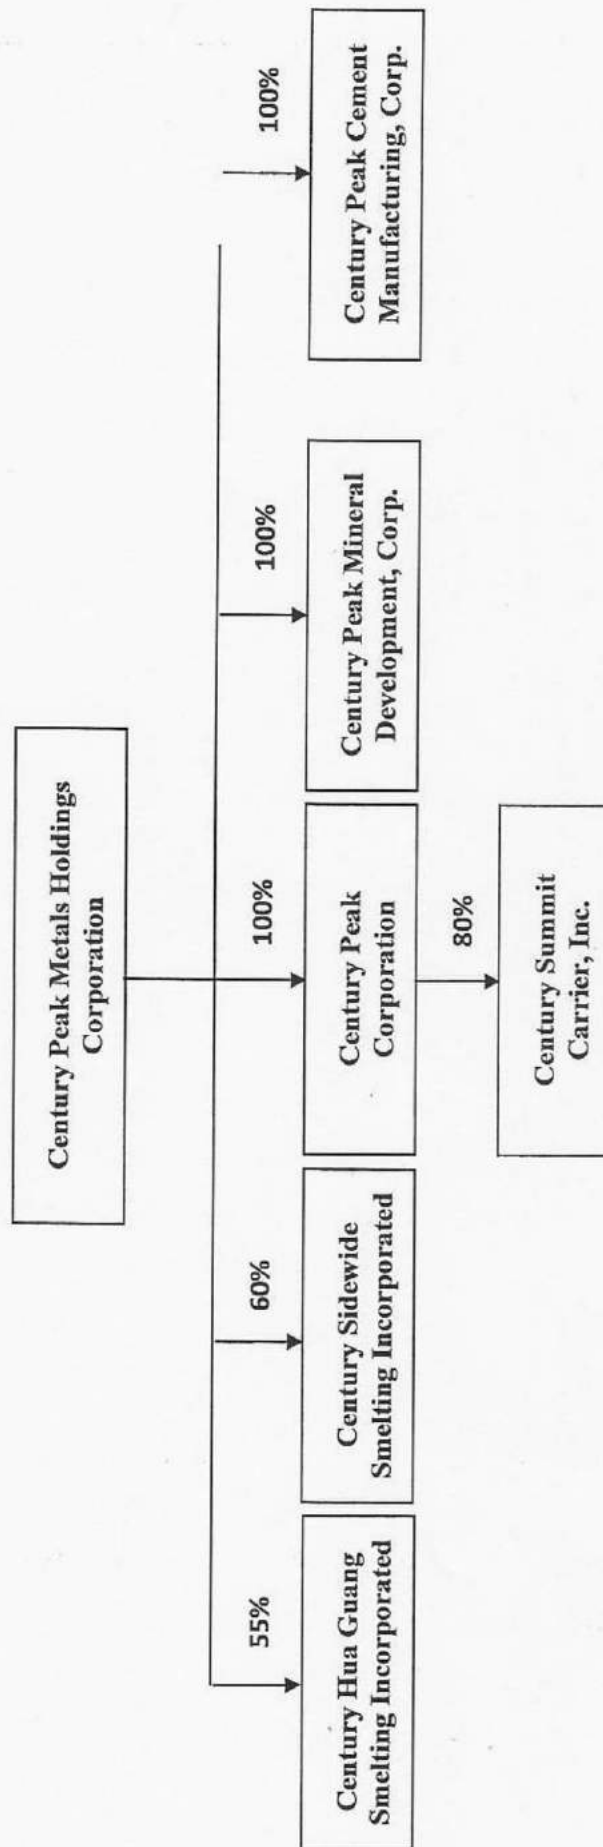 Century Peak Metals Holdings
Corporation
55%
60%
100%
100%
100%
Century Hua Guang
Smelting Incorporated
Century Sidewide
Smelting Incorporated
Century Peak
Corporation
Century Peak Mineral
Development, Corp.
Century Peak Cement
Manufacturing, Corp.
80%
Century Summit
Carrier, Inc.